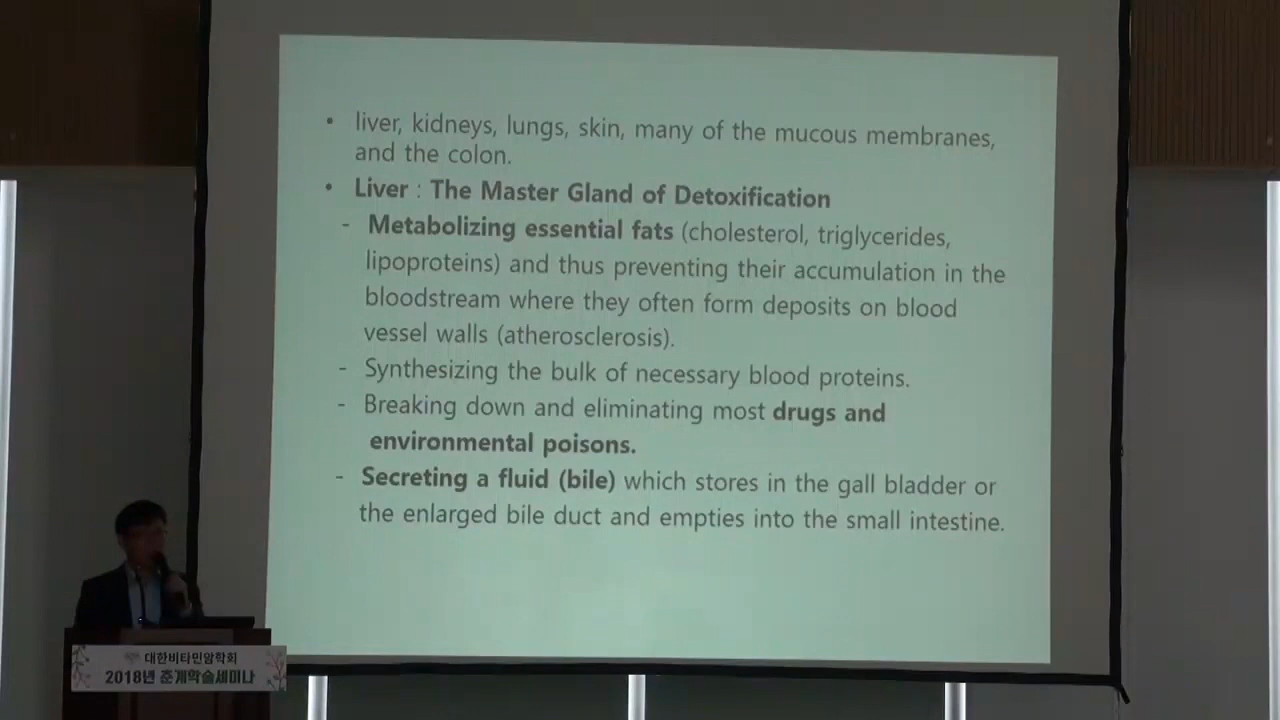 • liver, kidneys, lungs, skin, many of the mucous membranes,
and the colon.
• Liver : The Master Gland of Detoxification
- Metabolizing essential fats (cholesterol, triglycerides,
lipoproteins) and thus preventing their accumulation in the
bloodstream where they often form deposits on blood
vessel walls (atherosclerosis).
- Synthesizing the bulk of necessary blood proteins.
- Breaking down and eliminating most drugs and
environmental poisons.
- Secreting a fluid (bile) which stores in the gall bladder or
the enlarged bile duct and empties into the small intestine.
대한비타민암학회
2018년 춘계학술세미나